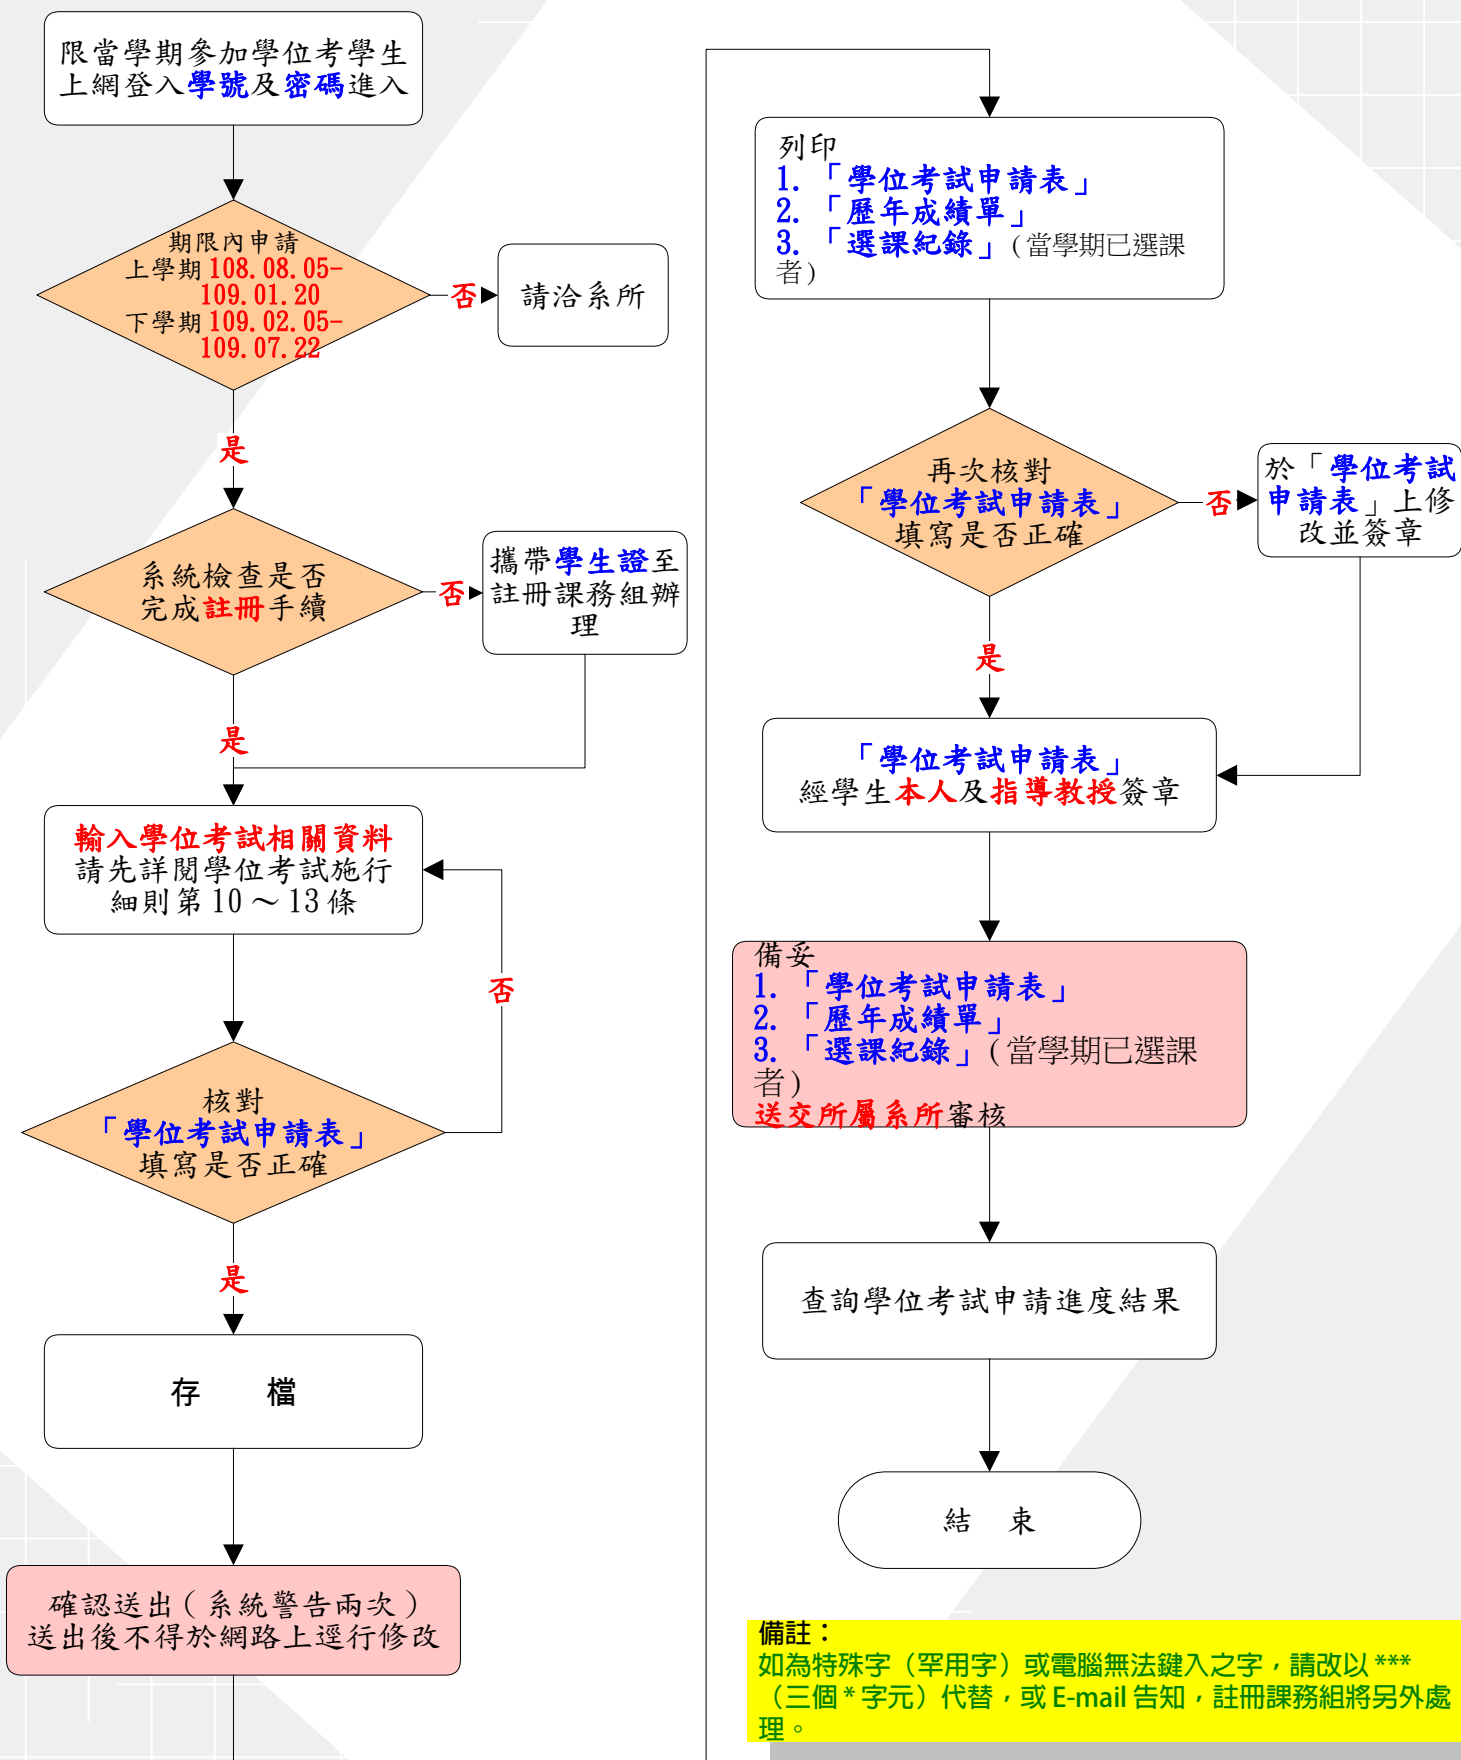 限當學期參加學位考學生
上網登入學號及密碼進入
期限內申請
上學期108.08.05-
109.01.20
下學期109.02.05-
109.07.22
否
請洽系所
是
系統檢查是否
完成註冊手續
否
攜帶學生證至
註冊課務組辦
理
是
輸入學位考試相關資料
請先詳閱學位考試施行
細則第10～13條
否
核對
「學位考試申請表」
填寫是否正確
是
存 檔
確認送出(系統警告兩次)
送出後不得於網路上逕行修改
列印
1.「學位考試申請表」
2.「歷年成績單」
3.「選課紀錄」(當學期已選課
者)
再次核對
「學位考試申請表」
填寫是否正確
否
於「學位考試
申請表」上修
改並簽章
是
「學位考試申請表」
經學生本人及指導教授簽章
備妥
1.「學位考試申請表」
2.「歷年成績單」
3.「選課紀錄」(當學期已選課
者)
送交所屬系所審核
查詢學位考試申請進度結果
結 束
備註：
如為特殊字（罕用字）或電腦無法鍵入之字，請改以***
（三個*字元）代替，或E-mail告知，註冊課務組將另外處
理。